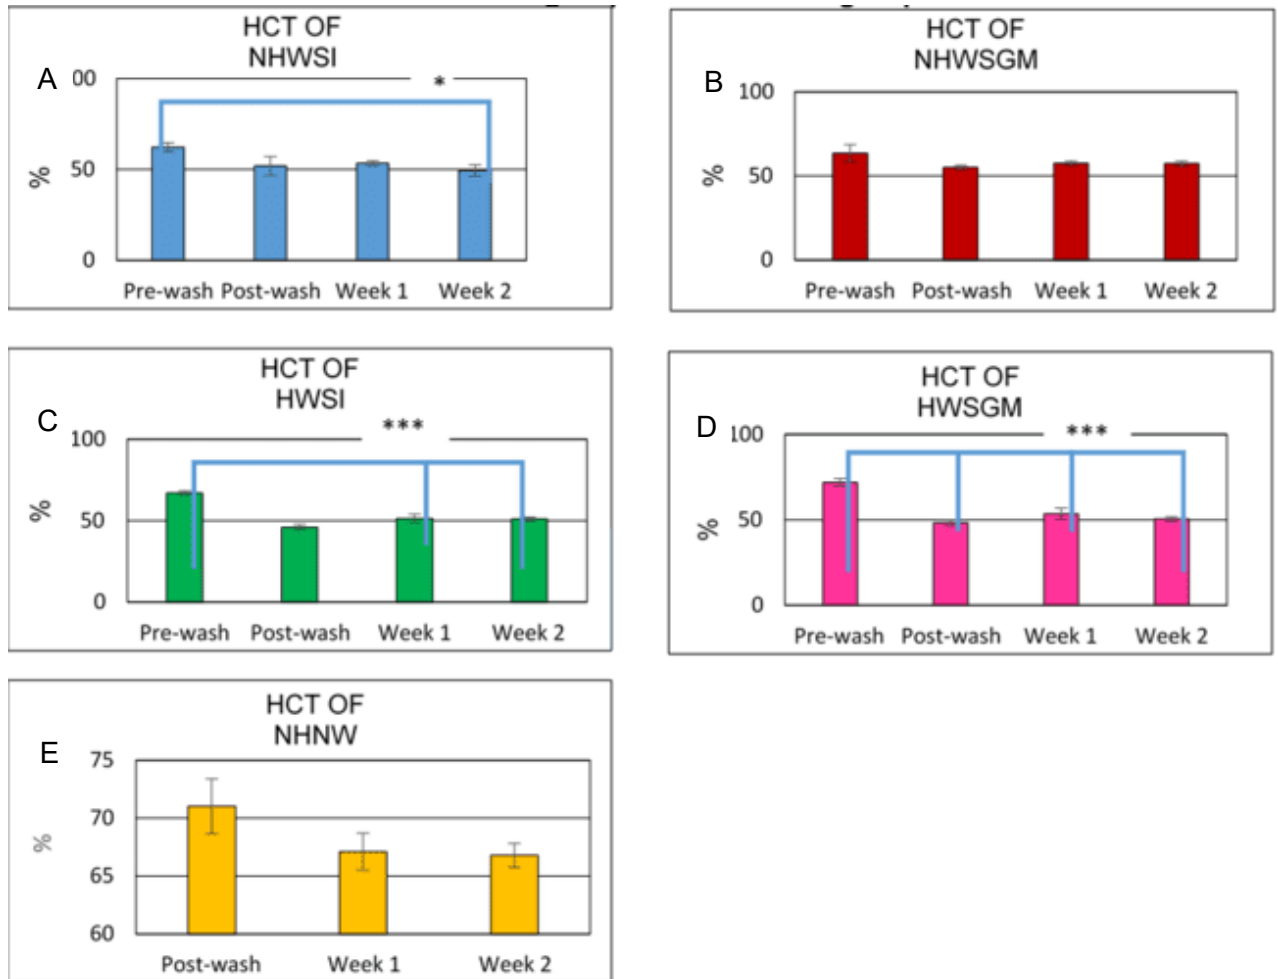 HCT OF
NHWSI
A
00
*
50
%
0
Pre-wash Post-wash Week 1 Week 2
HCT OF
NHWSGM
B
100
50
%
0
Pre-wash Post-wash Week 1 Week 2
HCT OF
HWSI
C
***
100
50
%
0
Pre-wash Post-wash Week 1 Week 2
HCT OF
HWSGM
D
***
100
50
%
0
Pre-wash Post-wash Week 1 Week 2
HCT OF
NHNW
E
75
70
%
65
60
Post-wash Week 1 Week 2